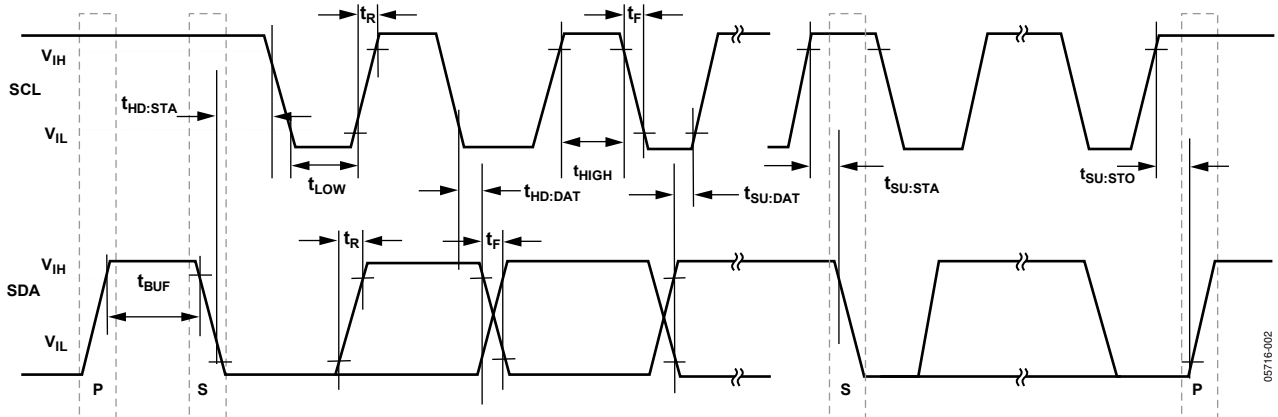 tR
tF
VIH
SCL
tHD:STA
VIL
tLOW
tHIGH
tHD:DAT
tSU:DAT
tSU:STA
tSU:STO
tR
tF
VIH
SDA
tBUF
VIL
P
S
S
P
05716-002